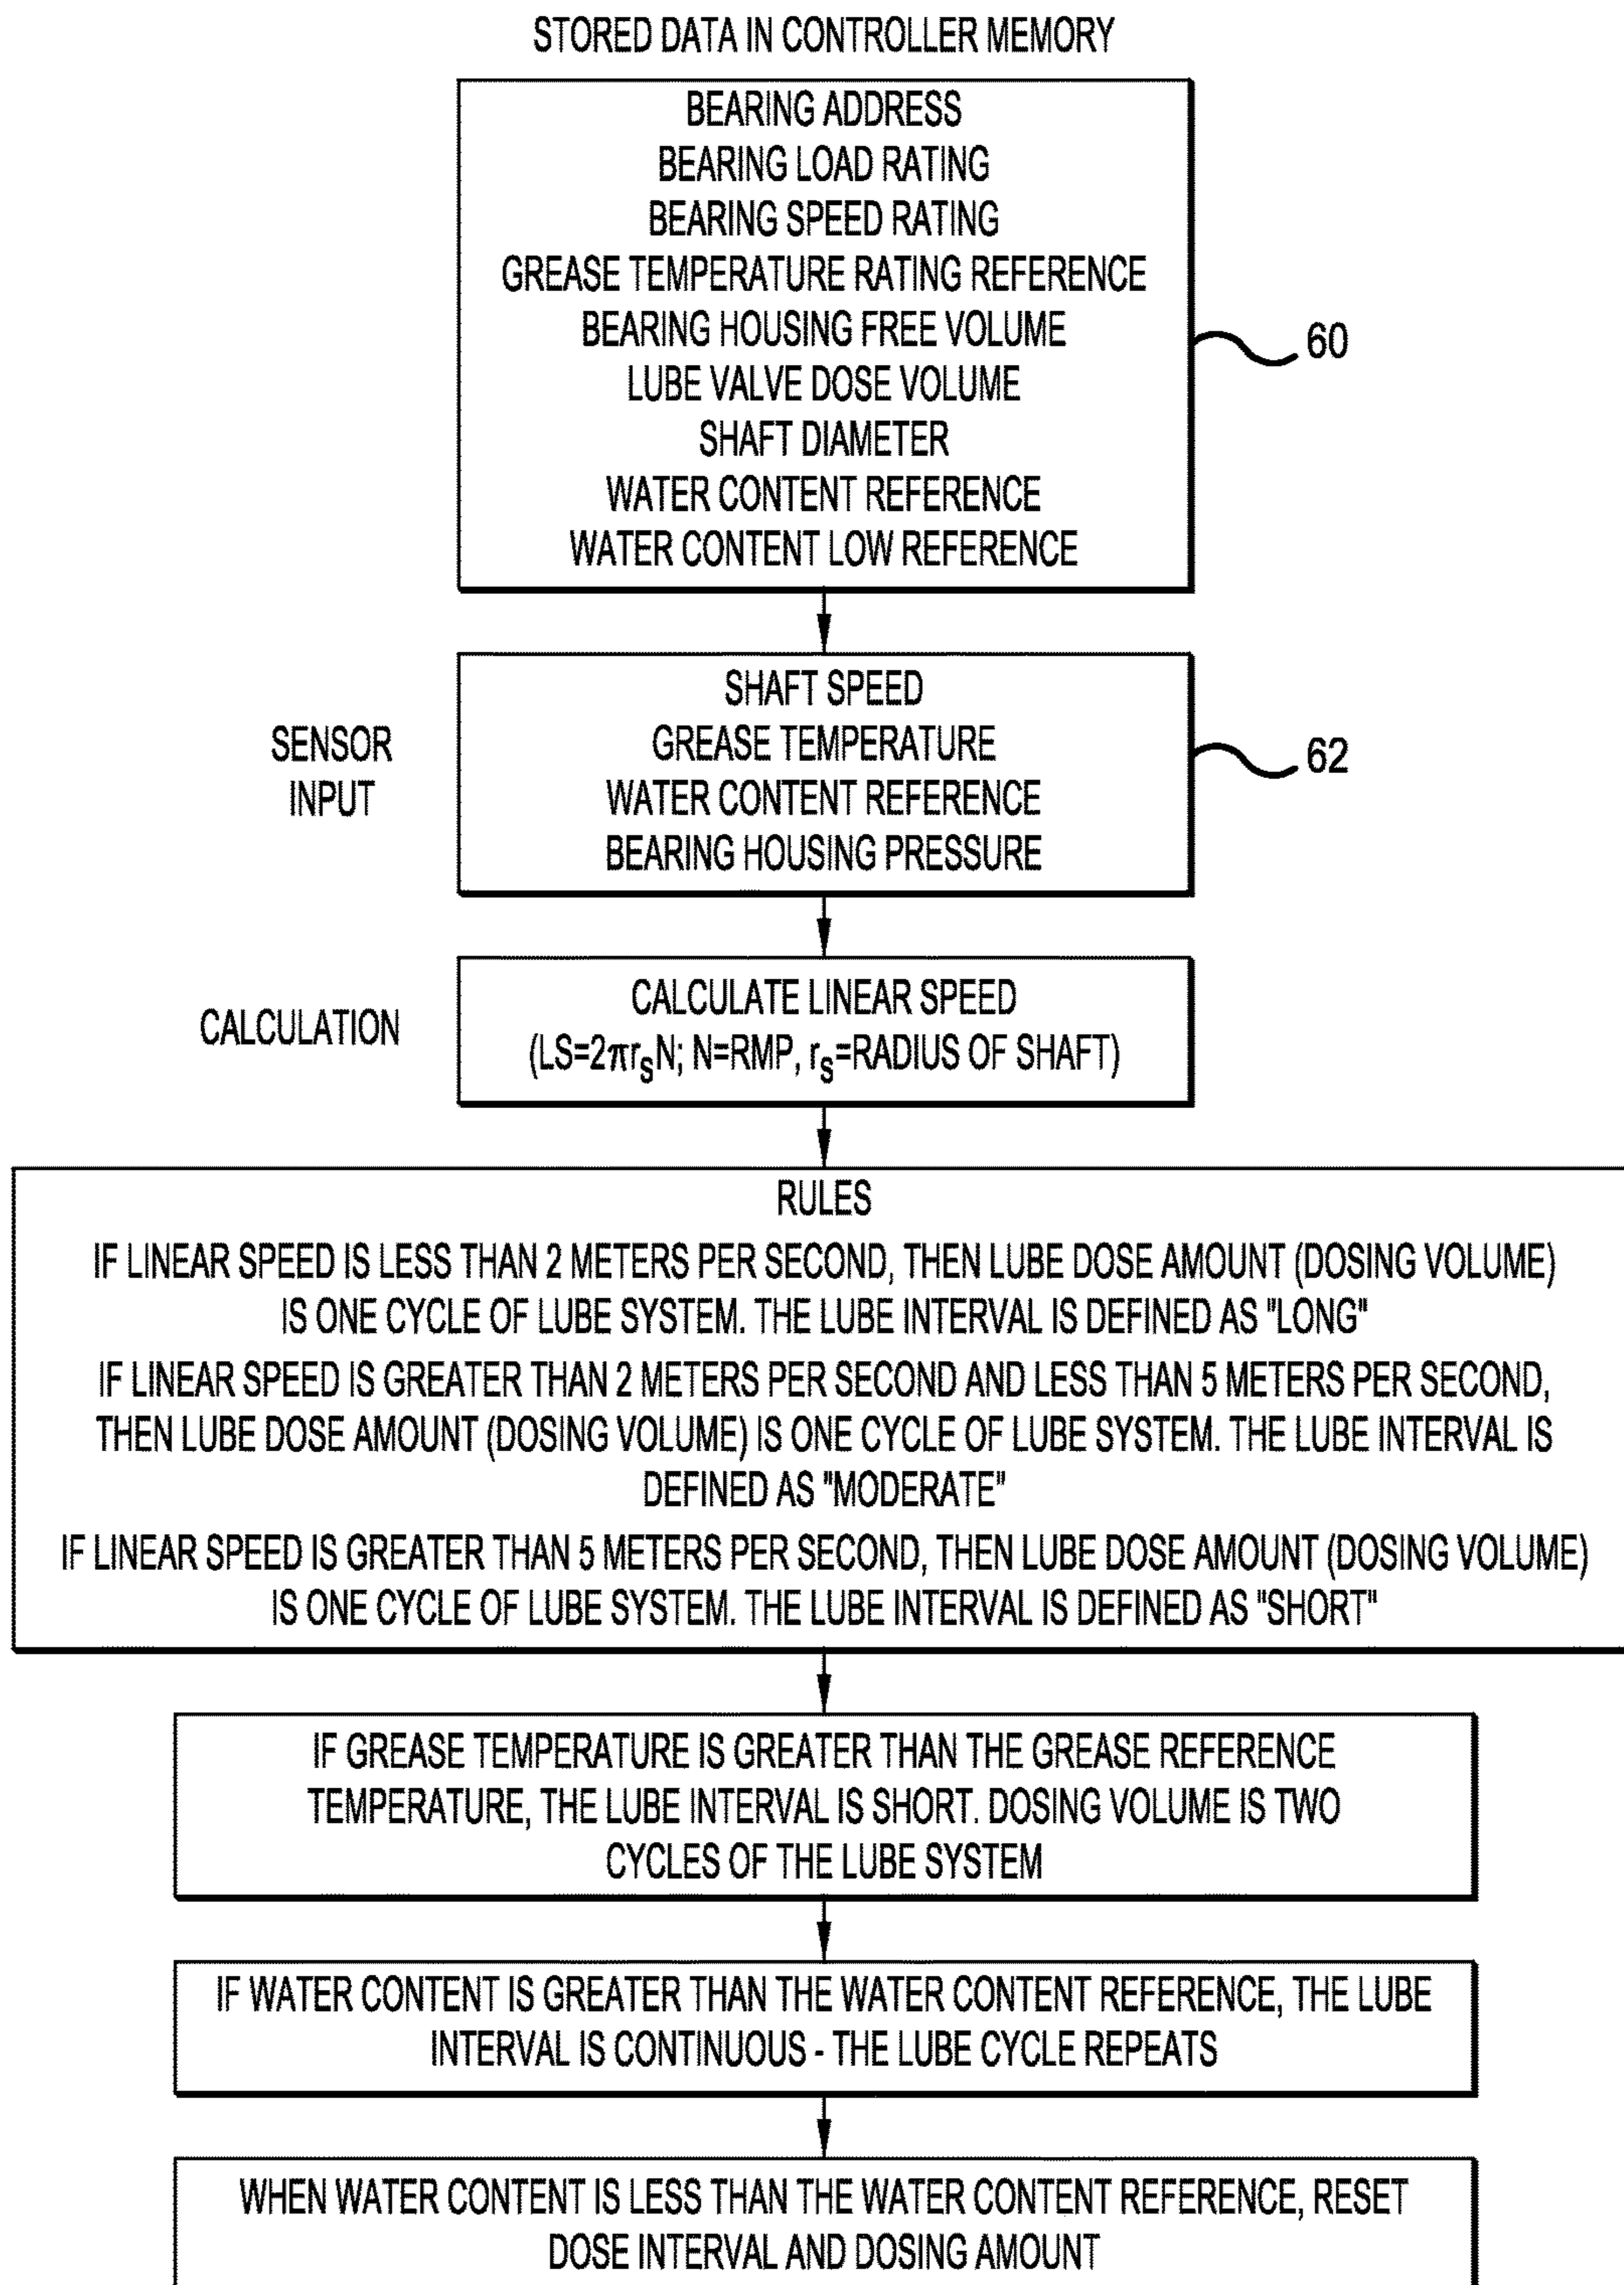 STORED DATA IN CONTROLLER MEMORY
BEARING ADDRESS
BEARING LOAD RATING
BEARING SPEED RATING
GREASE TEMPERATURE RATING REFERENCE
BEARING HOUSING FREE VOLUME
LUBE VALVE DOSE VOLUME
SHAFT DIAMETER
WATER CONTENT REFERENCE
WATER CONTENT LOW REFERENCE
60
SENSOR
INPUT
SHAFT SPEED
GREASE TEMPERATURE
WATER CONTENT REFERENCE
BEARING HOUSING PRESSURE
62
CALCULATION
CALCULATE LINEAR SPEED
(LS=2πrsN; N=RMP, rs=RADIUS OF SHAFT)
RULES
IF LINEAR SPEED IS LESS THAN 2 METERS PER SECOND, THEN LUBE DOSE AMOUNT (DOSING VOLUME)
IS ONE CYCLE OF LUBE SYSTEM. THE LUBE INTERVAL IS DEFINED AS "LONG"
IF LINEAR SPEED IS GREATER THAN 2 METERS PER SECOND AND LESS THAN 5 METERS PER SECOND,
THEN LUBE DOSE AMOUNT (DOSING VOLUME) IS ONE CYCLE OF LUBE SYSTEM. THE LUBE INTERVAL IS
DEFINED AS "MODERATE"
IF LINEAR SPEED IS GREATER THAN 5 METERS PER SECOND, THEN LUBE DOSE AMOUNT (DOSING VOLUME)
IS ONE CYCLE OF LUBE SYSTEM. THE LUBE INTERVAL IS DEFINED AS "SHORT"
IF GREASE TEMPERATURE IS GREATER THAN THE GREASE REFERENCE
TEMPERATURE, THE LUBE INTERVAL IS SHORT. DOSING VOLUME IS TWO
CYCLES OF THE LUBE SYSTEM
IF WATER CONTENT IS GREATER THAN THE WATER CONTENT REFERENCE, THE LUBE
INTERVAL IS CONTINUOUS - THE LUBE CYCLE REPEATS
WHEN WATER CONTENT IS LESS THAN THE WATER CONTENT REFERENCE, RESET
DOSE INTERVAL AND DOSING AMOUNT